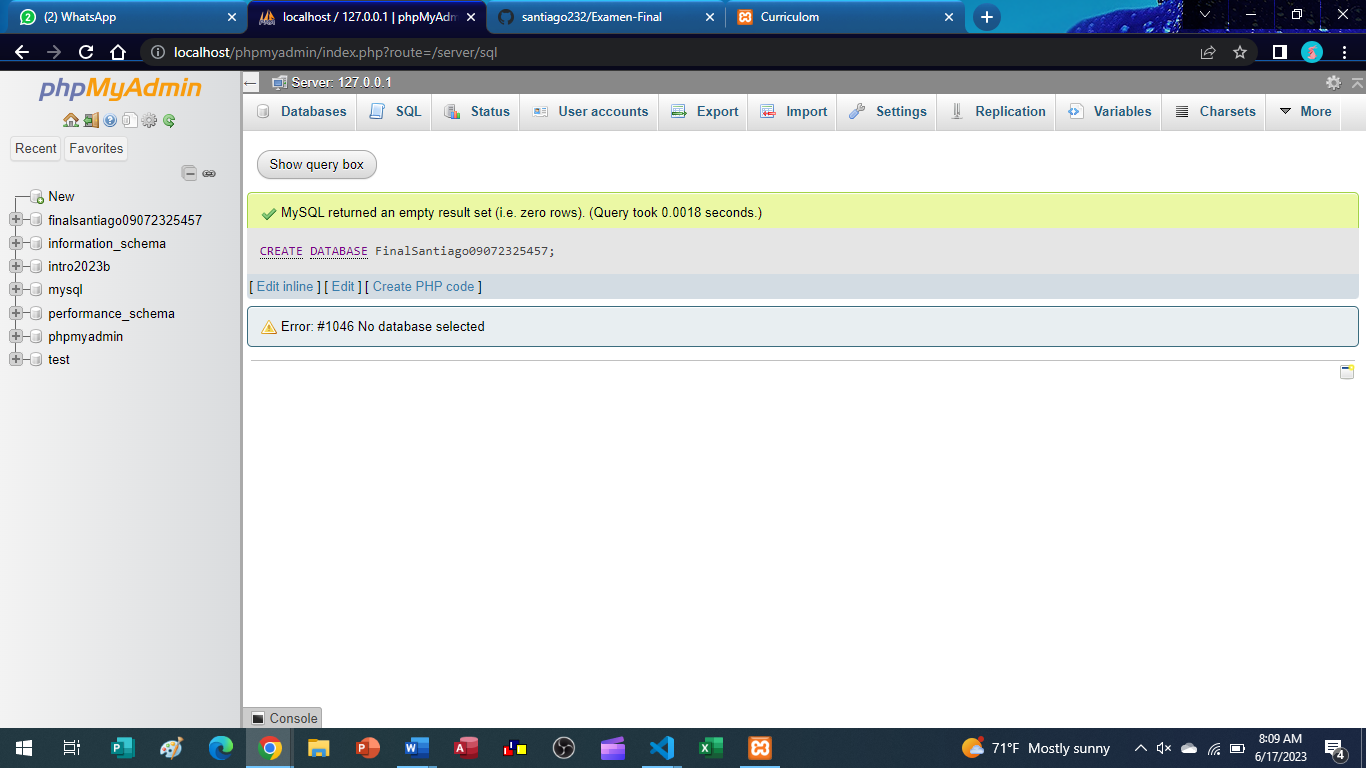 (2) WhatsApp
localhost / 127.0.0.1 | phpMyAdm
santiago232/Examen-Final
Curriculom
localhost/phpmyadmin/index.php?route=/server/sql
phpMyAdmin
Recent
Favorites
New
finalsantiago09072325457
information_schema
intro2023b
mysql
performance_schema
phpmyadmin
test
Server: 127.0.0.1
Databases
SQL
Status
User accounts
Export
Import
Settings
Replication
Variables
Charsets
More
Show query box
MySQL returned an empty result set (i.e. zero rows). (Query took 0.0018 seconds.)
CREATE DATABASE FinalSantiago09072325457;
[ Edit inline ] [ Edit ] [ Create PHP code ]
Error: #1046 No database selected
Console
71°F Mostly sunny
8:09 AM
6/17/2023
4